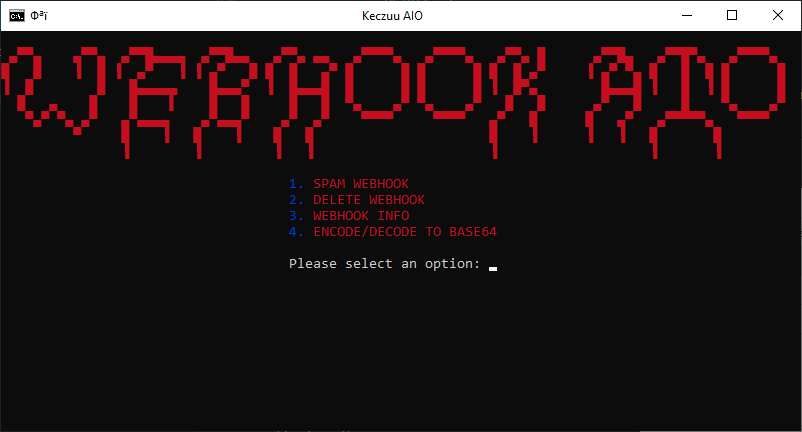 Фªï
Keczuu AIO
WEBHOOK AIO
1. SPAM WEBHOOK
2. DELETE WEBHOOK
3. WEBHOOK INFO
4. ENCODE/DECODE TO BASE64
Please select an option: